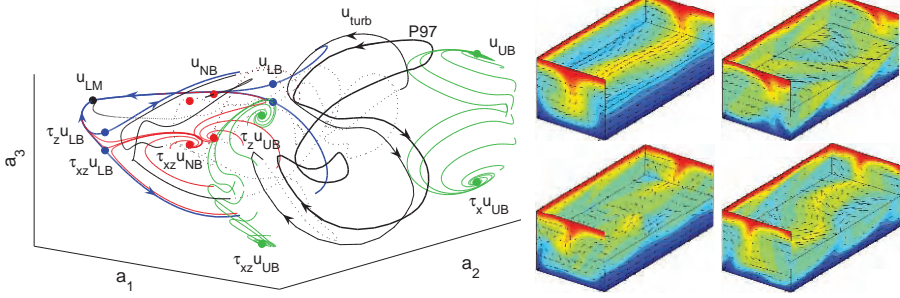 u_turb
P97
u_UB
u_NB
u_LB
u_LM
τ_z u_LB
τ_xz u_LB
τ_xz u_NB
τ_z u_UB
τ_x u_UB
τ_xz u_UB
a_3
a_1
a_2